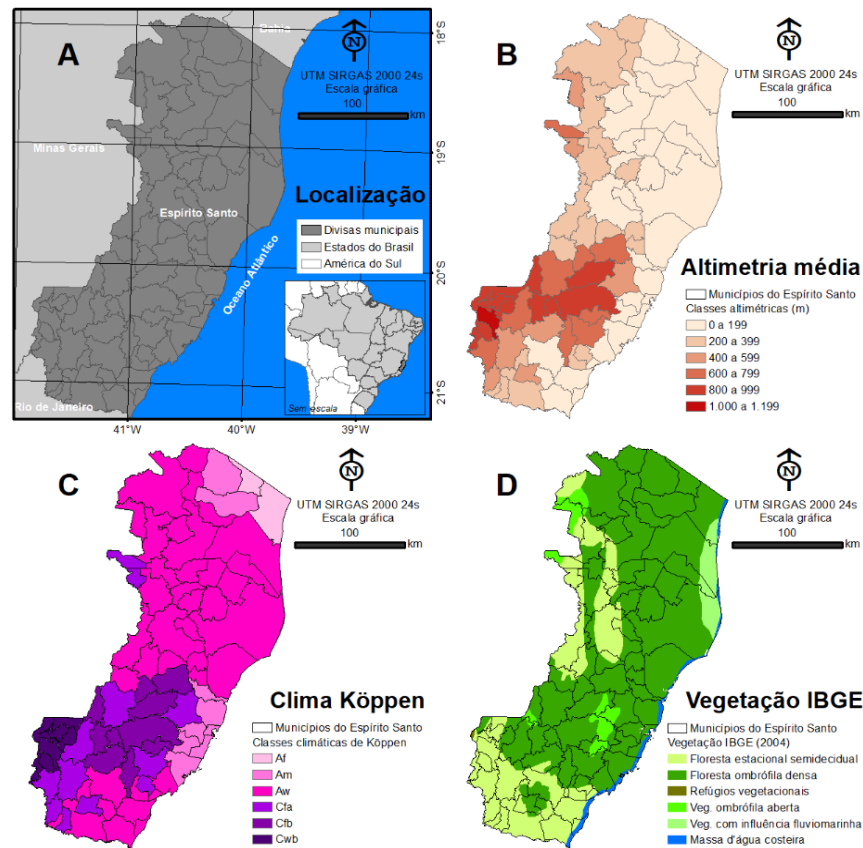 A
Bahia
18°S
N
UTM SIRGAS 2000 24s
Escala gráfica
100
km
Minas Gerais
19°S
Localização
Espírito Santo
Divisas municipais
Estados do Brasil
América do Sul
Oceano Atlântico
20°S
Rio de Janeiro
Sem escala
21°S
41°W
40°W
39°W
B
N
UTM SIRGAS 2000 24s
Escala gráfica
100
km
Altimetria média
Municípios do Espírito Santo
Classes altimétricas (m)
0 a 199
200 a 399
400 a 599
600 a 799
800 a 999
1.000 a 1.199
C
N
UTM SIRGAS 2000 24s
Escala gráfica
100
km
Clima Köppen
Municípios do Espírito Santo
Classes climáticas de Köppen
Af
Am
Aw
Cfa
Cfb
Cwb
D
N
UTM SIRGAS 2000 24s
Escala gráfica
100
km
Vegetação IBGE
Municípios do Espírito Santo
Vegetação IBGE (2004)
Floresta estacional semidecidual
Floresta ombrófila densa
Refúgios vegetacionais
Veg. ombrófila aberta
Veg. com influência fluviomarinha
Massa d'água costeira